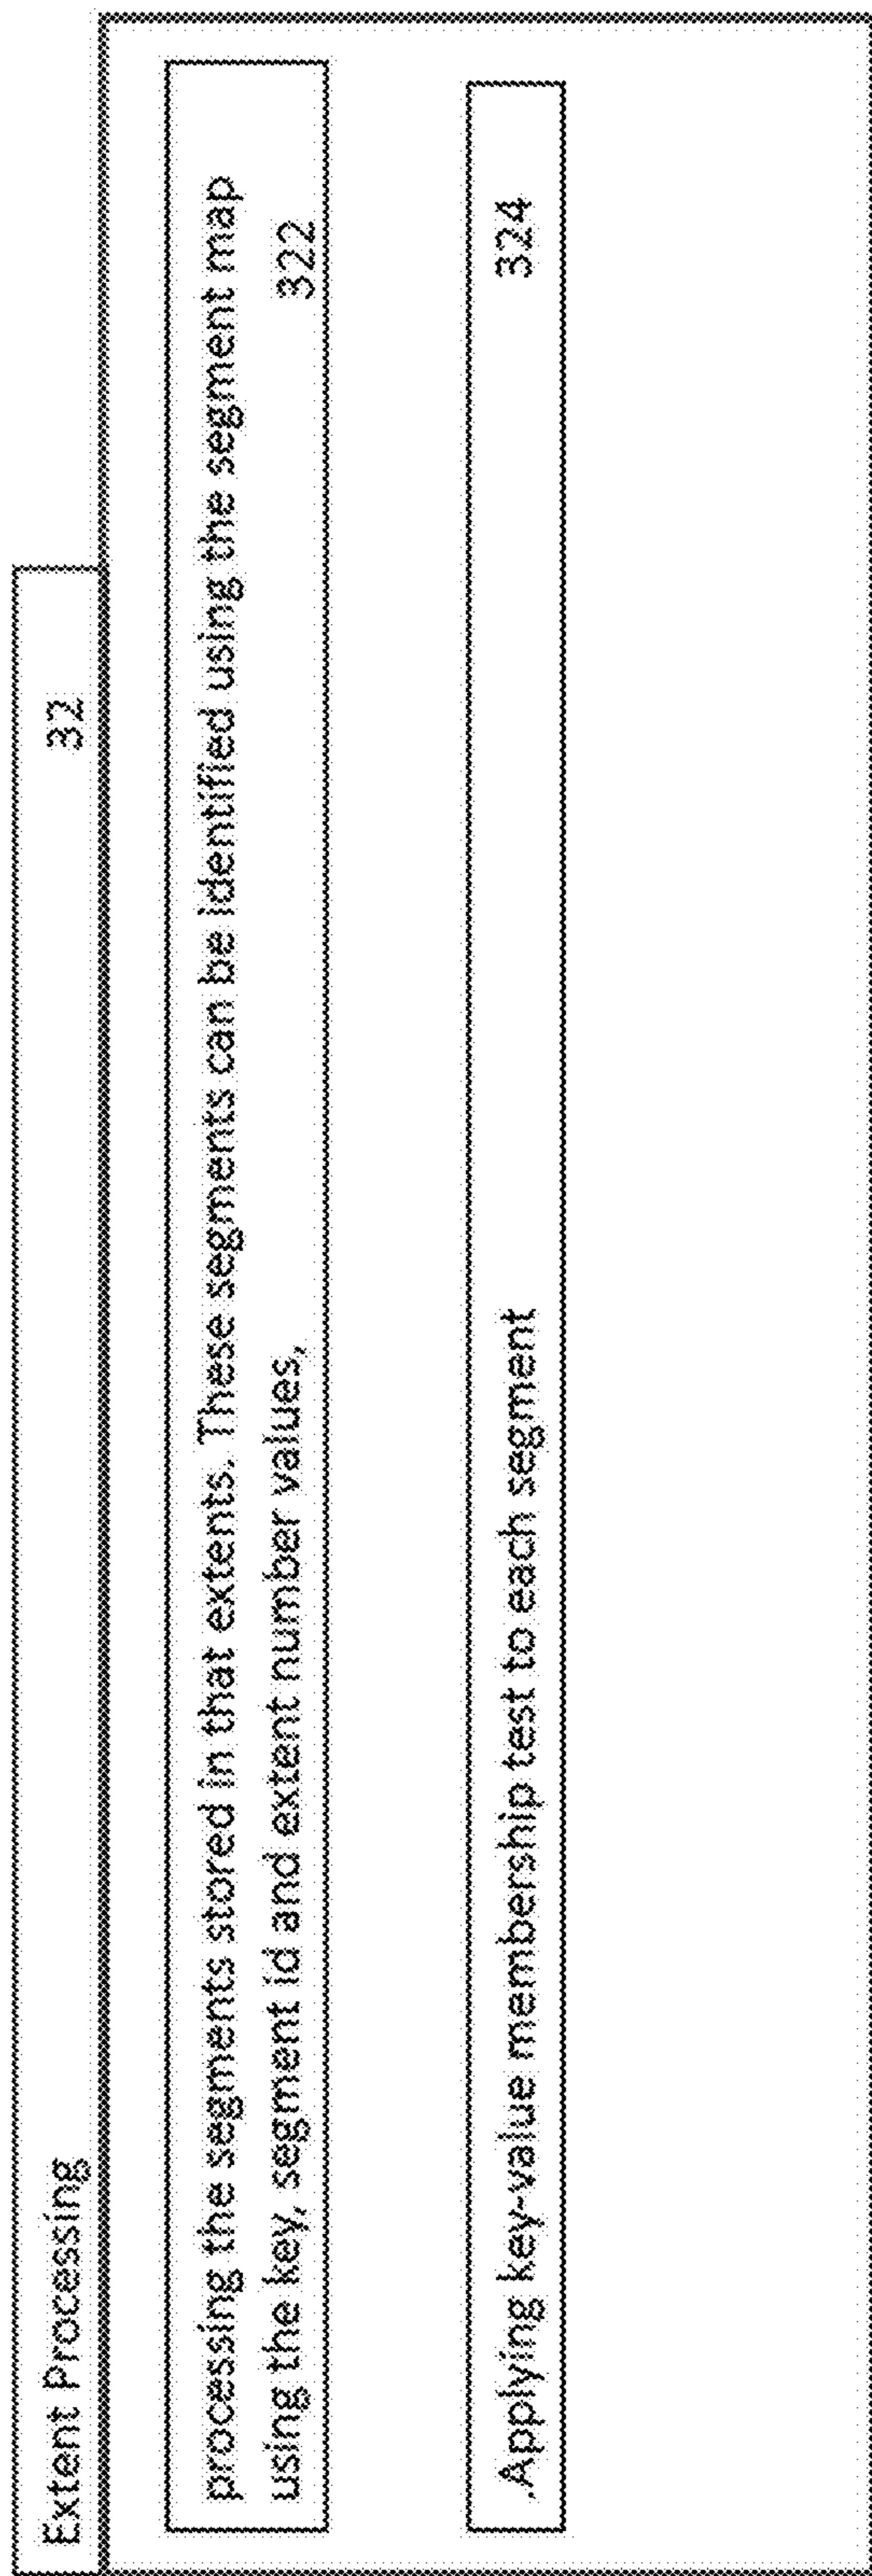 Extent Processing 32
processing the segments stored in that extents. These segments can be identified using the segment map
using the key, segment id and extent number values, 322
.Applying key-value membership test to each segment 324